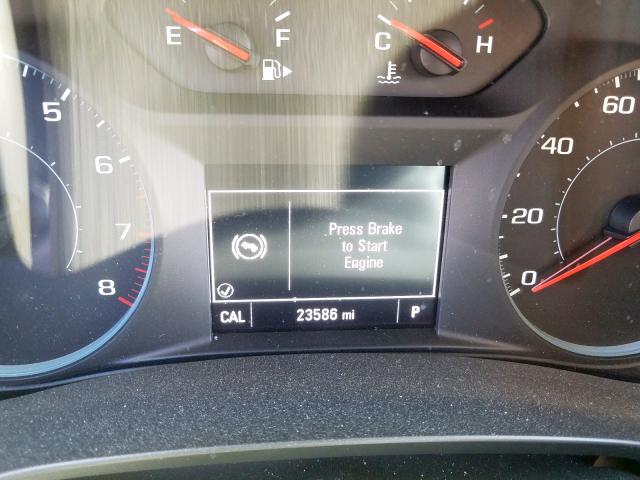 E F
C H
5
6
7
8
60
40
20
0
Press Brake
to Start
Engine
CAL 23586 mi P